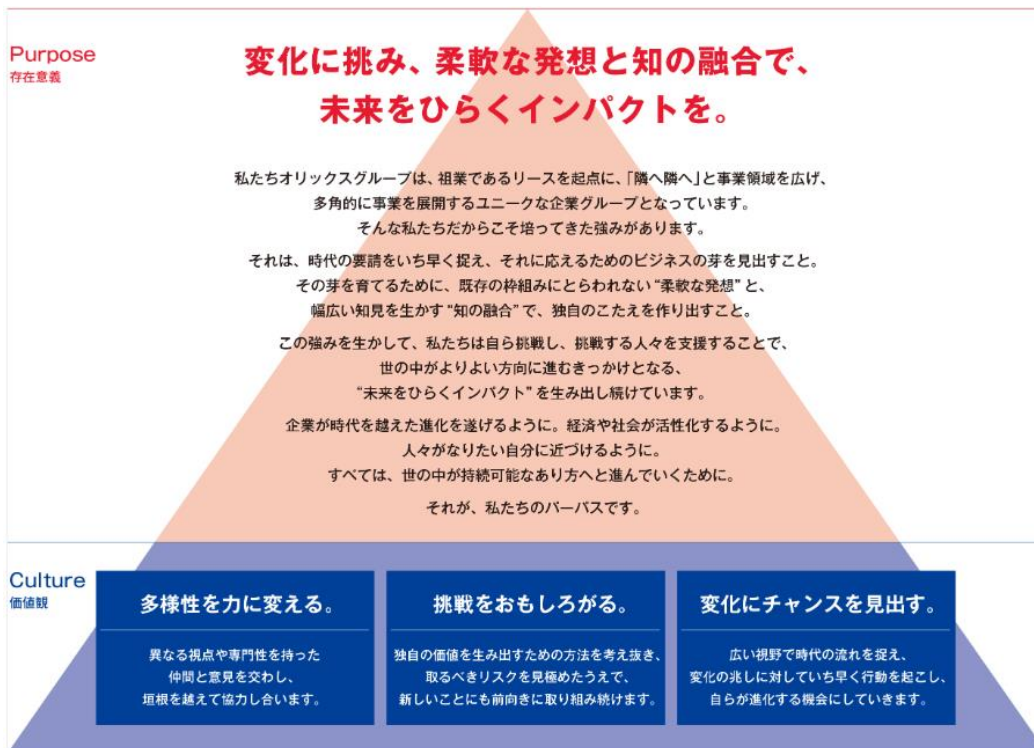 Purpose
存在意義
変化に挑み、柔軟な発想と知の融合で、
未来をひらくインパクトを。
私たちオリックスグループは、祖業であるリースを起点に、「隣へ隣へ」と事業領域を広げ、
多角的に事業を展開するユニークな企業グループとなっています。
そんな私たちだからこそ培ってきた強みがあります。
それは、時代の要請をいち早く捉え、それに応えるためのビジネスの芽を見出すこと。
その芽を育てるために、既存の枠組みにとらわれない“柔軟な発想”と、
幅広い知見を生かす“知の融合”で、独自のこたえを作り出すこと。
この強みを生かして、私たちは自ら挑戦し、挑戦する人々を支援することで、
世の中がよりよい方向に進むきっかけとなる、
“未来をひらくインパクト”を生み出し続けています。
企業が時代を越えた進化を遂げるように。経済や社会が活性化するように。
人々がなりたい自分に近づけるように。
すべては、世の中が持続可能なあり方へと進んでいくために。
それが、私たちのパーパスです。
Culture
価値観
多様性を力に変える。
異なる視点や専門性を持った
仲間と意見を交わし、
垣根を越えて協力し合います。
挑戦をおもしろがる。
独自の価値を生み出すための方法を考え抜き、
取るべきリスクを見極めたうえで、
新しいことにも前向きに取り組み続けます。
変化にチャンスを見出す。
広い視野で時代の流れを捉え、
変化の兆しに対していち早く行動を起こし、
自らが進化する機会にしていきます。